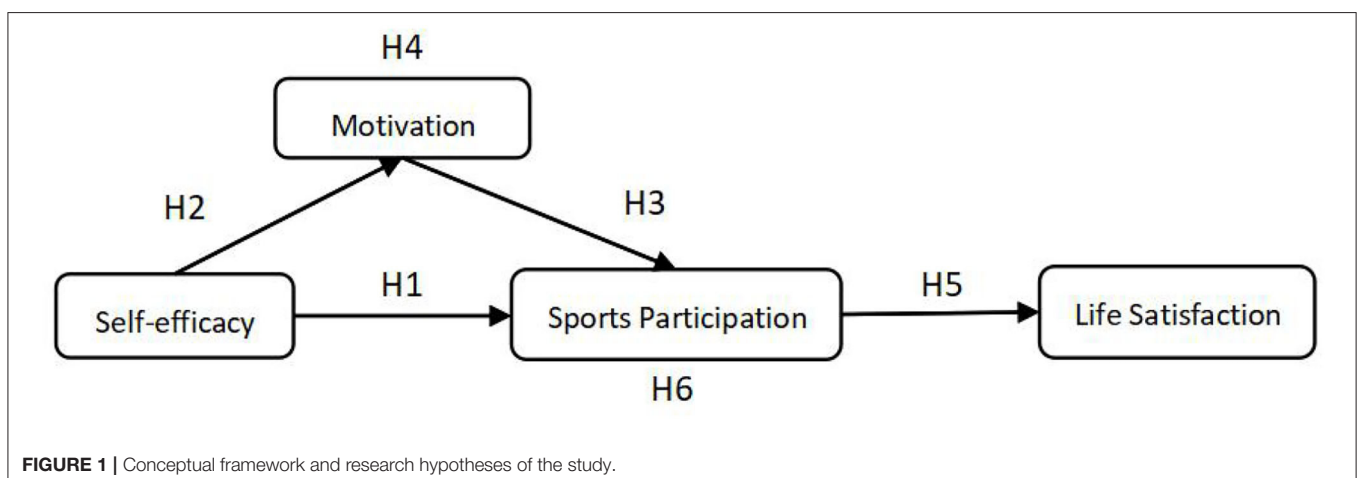 H4
Motivation
H2
H3
H1
H5
Self-efficacy
Sports Participation
Life Satisfaction
H6
FIGURE 1 | Conceptual framework and research hypotheses of the study.